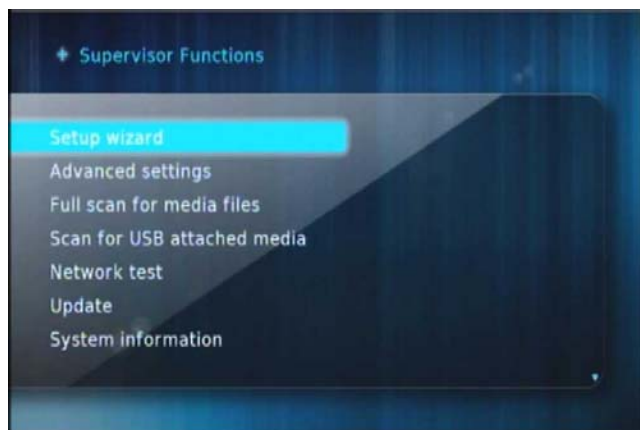 Supervisor Functions
Setup wizard
Advanced settings
Full scan for media files
Scan for USB attached media
Network test
Update
System information